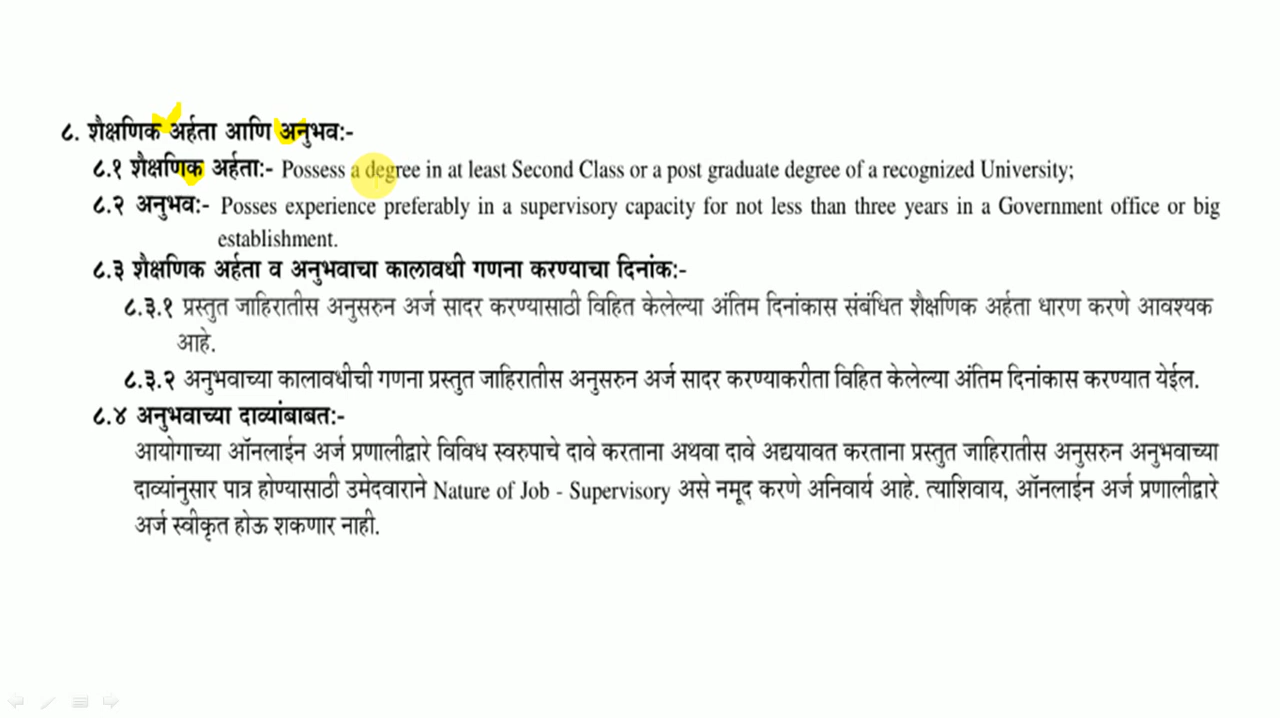 ८. शैक्षणिक अर्हता आणि अनुभव:-
८.१ शैक्षणिक अर्हता:- Possess a degree in at least Second Class or a post graduate degree of a recognized University;
८.२ अनुभव:- Posses experience preferably in a supervisory capacity for not less than three years in a Government office or big
establishment.
८.३ शैक्षणिक अर्हता व अनुभवाचा कालावधी गणना करण्याचा दिनांक:-
८.३.१ प्रस्तुत जाहिरातीस अनुसरुन अर्ज सादर करण्यासाठी विहित केलेल्या अंतिम दिनांकास संबंधित शैक्षणिक अर्हता धारण करणे आवश्यक
आहे.
८.३.२ अनुभवाच्या कालावधीची गणना प्रस्तुत जाहिरातीस अनुसरुन अर्ज सादर करण्याकरीता विहित केलेल्या अंतिम दिनांकास करण्यात येईल.
८.४ अनुभवाच्या दाव्यांबाबत:-
आयोगाच्या ऑनलाईन अर्ज प्रणालीद्वारे विविध स्वरुपाचे दावे करताना अथवा दावे अद्ययावत करताना प्रस्तुत जाहिरातीस अनुसरुन अनुभवाच्या
दाव्यांनुसार पात्र होण्यासाठी उमेदवाराने Nature of Job - Supervisory असे नमूद करणे अनिवार्य आहे. त्याशिवाय, ऑनलाईन अर्ज प्रणालीद्वारे
अर्ज स्वीकृत होऊ शकणार नाही.